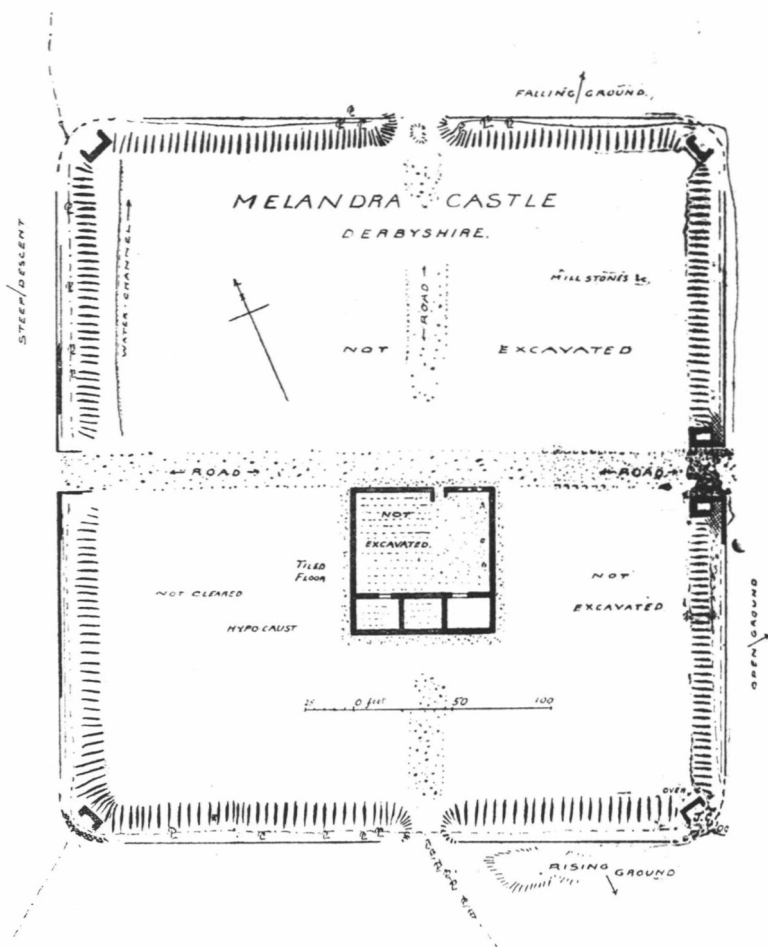 FALLING GROUND.
MELANDRA CASTLE
DERBYSHIRE.
STEEP DESCENT
WATER CHANNEL
MILL STONES &c,
ROAD
NOT EXCAVATED
ROAD
ROAD
NOT
EXCAVATED.
TILED
FLOOR
NOT
EXCAVATED
NOT CLEARED
HYPOCAUST
OPEN GROUND
25 0 feet 50 100
OVEN
RISING GROUND